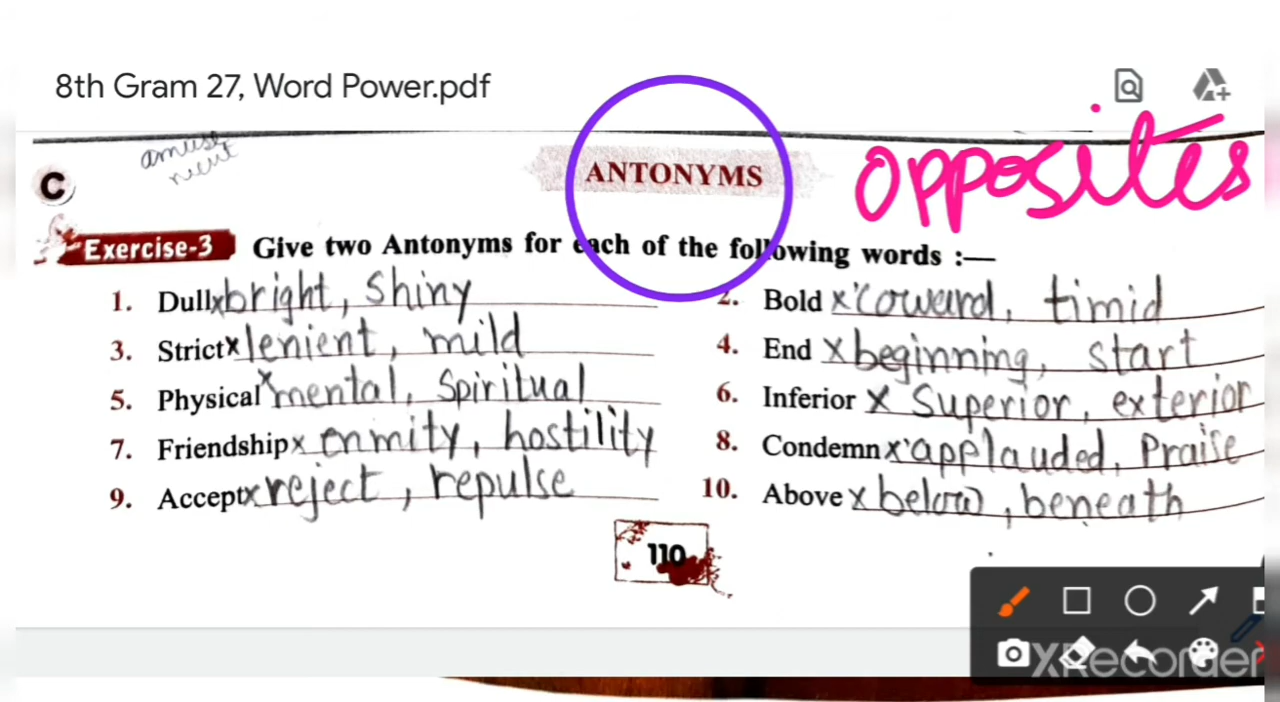 8th Gram 27, Word Power.pdf
amuse
ment
C
ANTONYMS
opposites
Exercise-3 Give two Antonyms for each of the following words :—
1. Dull x bright, shiny
2. Bold x coward, timid
3. Strict x lenient, mild
4. End x beginning, start
5. Physical x mental, spiritual
6. Inferior x Superior, exterior
7. Friendship x enmity, hostility
8. Condemn x applauded, Praise
9. Accept x reject, repulse
10. Above x below, beneath
110
XRecorder